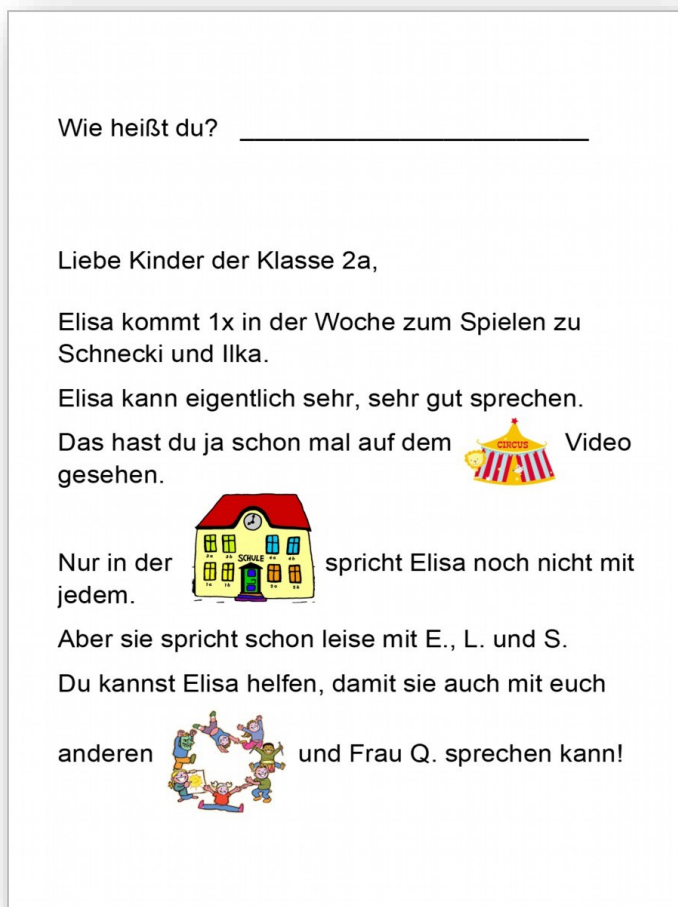 Wie heißt du? ________________________
Liebe Kinder der Klasse 2a,
Elisa kommt 1x in der Woche zum Spielen zu
Schnecki und Ilka.
Elisa kann eigentlich sehr, sehr gut sprechen.
Das hast du ja schon mal auf dem CIRCUS Video
gesehen.
Nur in der SCHULE spricht Elisa noch nicht mit
jedem.
Aber sie spricht schon leise mit E., L. und S.
Du kannst Elisa helfen, damit sie auch mit euch
anderen und Frau Q. sprechen kann!